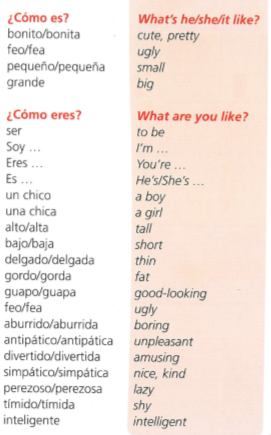 ¿Cómo es? What's he/she/it like?
bonito/bonita cute, pretty
feo/fea ugly
pequeño/pequeña small
grande big
¿Cómo eres? What are you like?
ser to be
Soy … I'm …
Eres … You're …
Es … He's/She's …
un chico a boy
una chica a girl
alto/alta tall
bajo/baja short
delgado/delgada thin
gordo/gorda fat
guapo/guapa good-looking
feo/fea ugly
aburrido/aburrida boring
antipático/antipática unpleasant
divertido/divertida amusing
simpático/simpática nice, kind
perezoso/perezosa lazy
tímido/tímida shy
inteligente intelligent